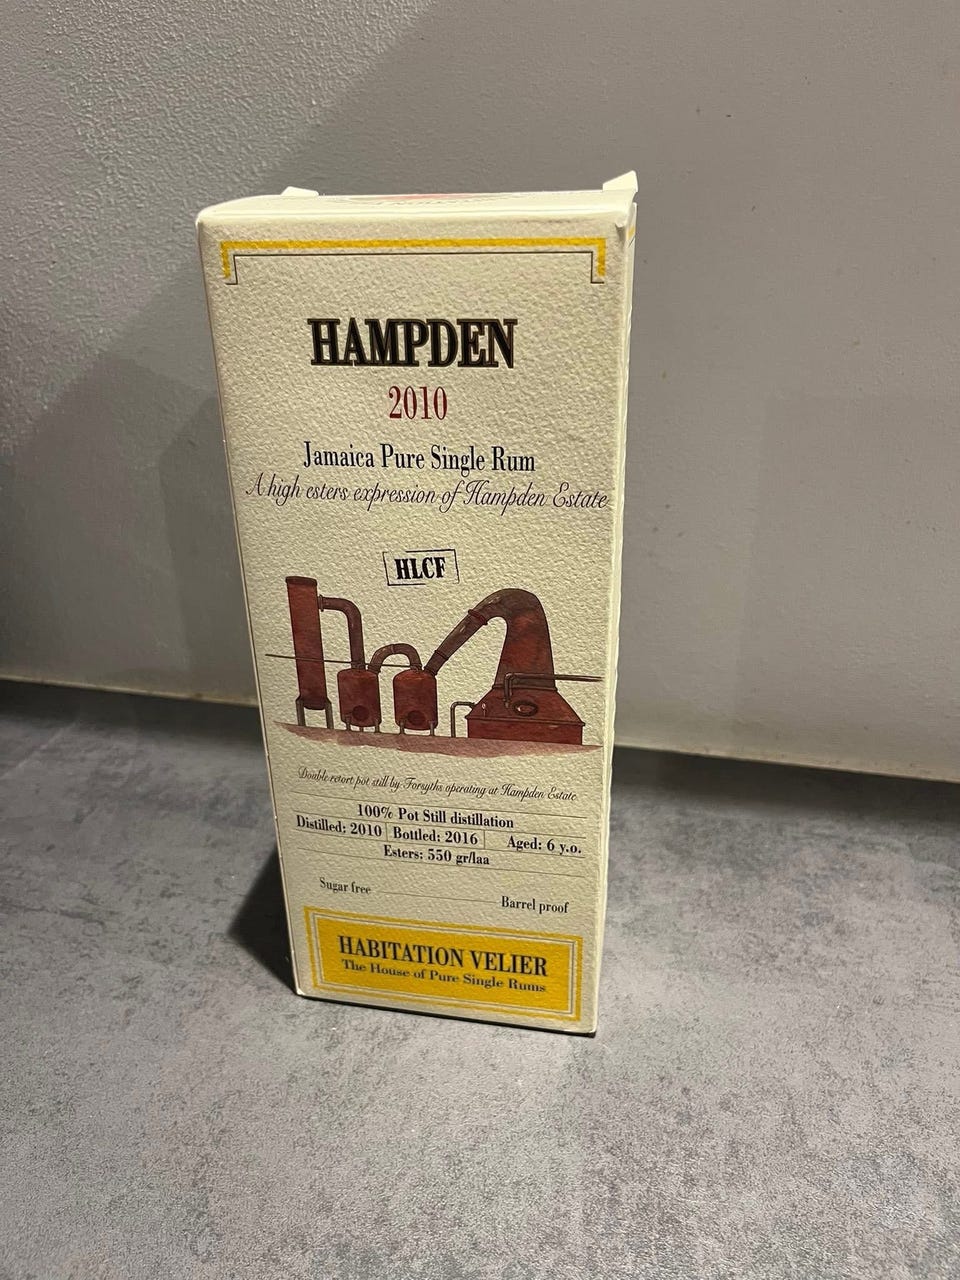 HAMPDEN
2010
Jamaica Pure Single Rum
A high esters expression of Hampden Estate
HLCF
Double retort pot still by Forsyths operating at Hampden Estate
100% Pot Still distillation
Distilled: 2010 Bottled: 2016 Aged: 6 y.o.
Esters: 550 gr/laa
Sugar free
Barrel proof
HABITATION VELIER
The House of Pure Single Rums